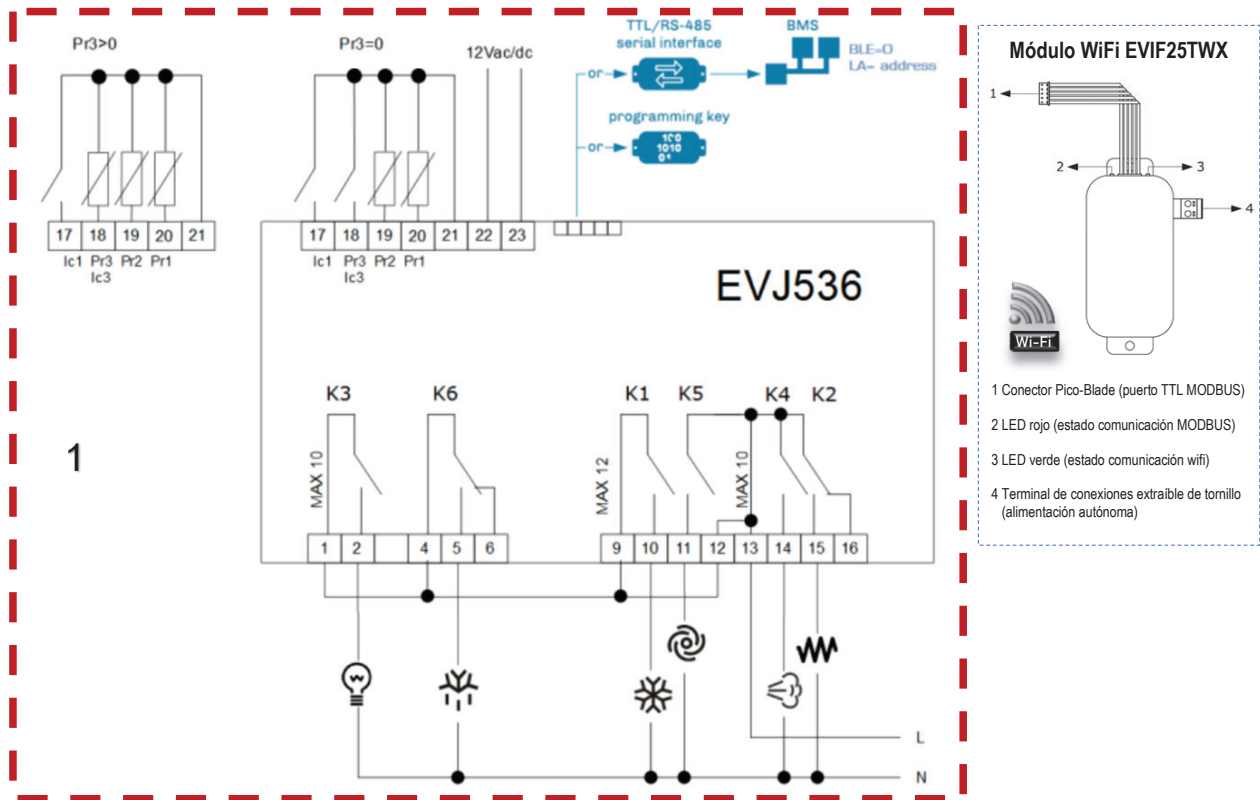 Pr3>0
Pr3=0
12Vac/dc
TTL/RS-485
serial interface
BMS
BLE=0
LA= address
or
programming key
or
100
1010
01
17 18 19 20 21
Ic1 Pr3 Pr2 Pr1
Ic3
17 18 19 20 21 22 23
Ic1 Pr3 Pr2 Pr1
Ic3
EVJ536
1
K3 K6 K1 K5 K4 K2
MAX 10
MAX 12
MAX 10
1 2 4 5 6
9 10 11 12 13 14 15 16
L
N
Módulo WiFi EVIF25TWX
1
2
3
4
Wi-Fi
1 Conector Pico-Blade (puerto TTL MODBUS)
2 LED rojo (estado comunicación MODBUS)
3 LED verde (estado comunicación wifi)
4 Terminal de conexiones extraíble de tornillo
(alimentación autónoma)